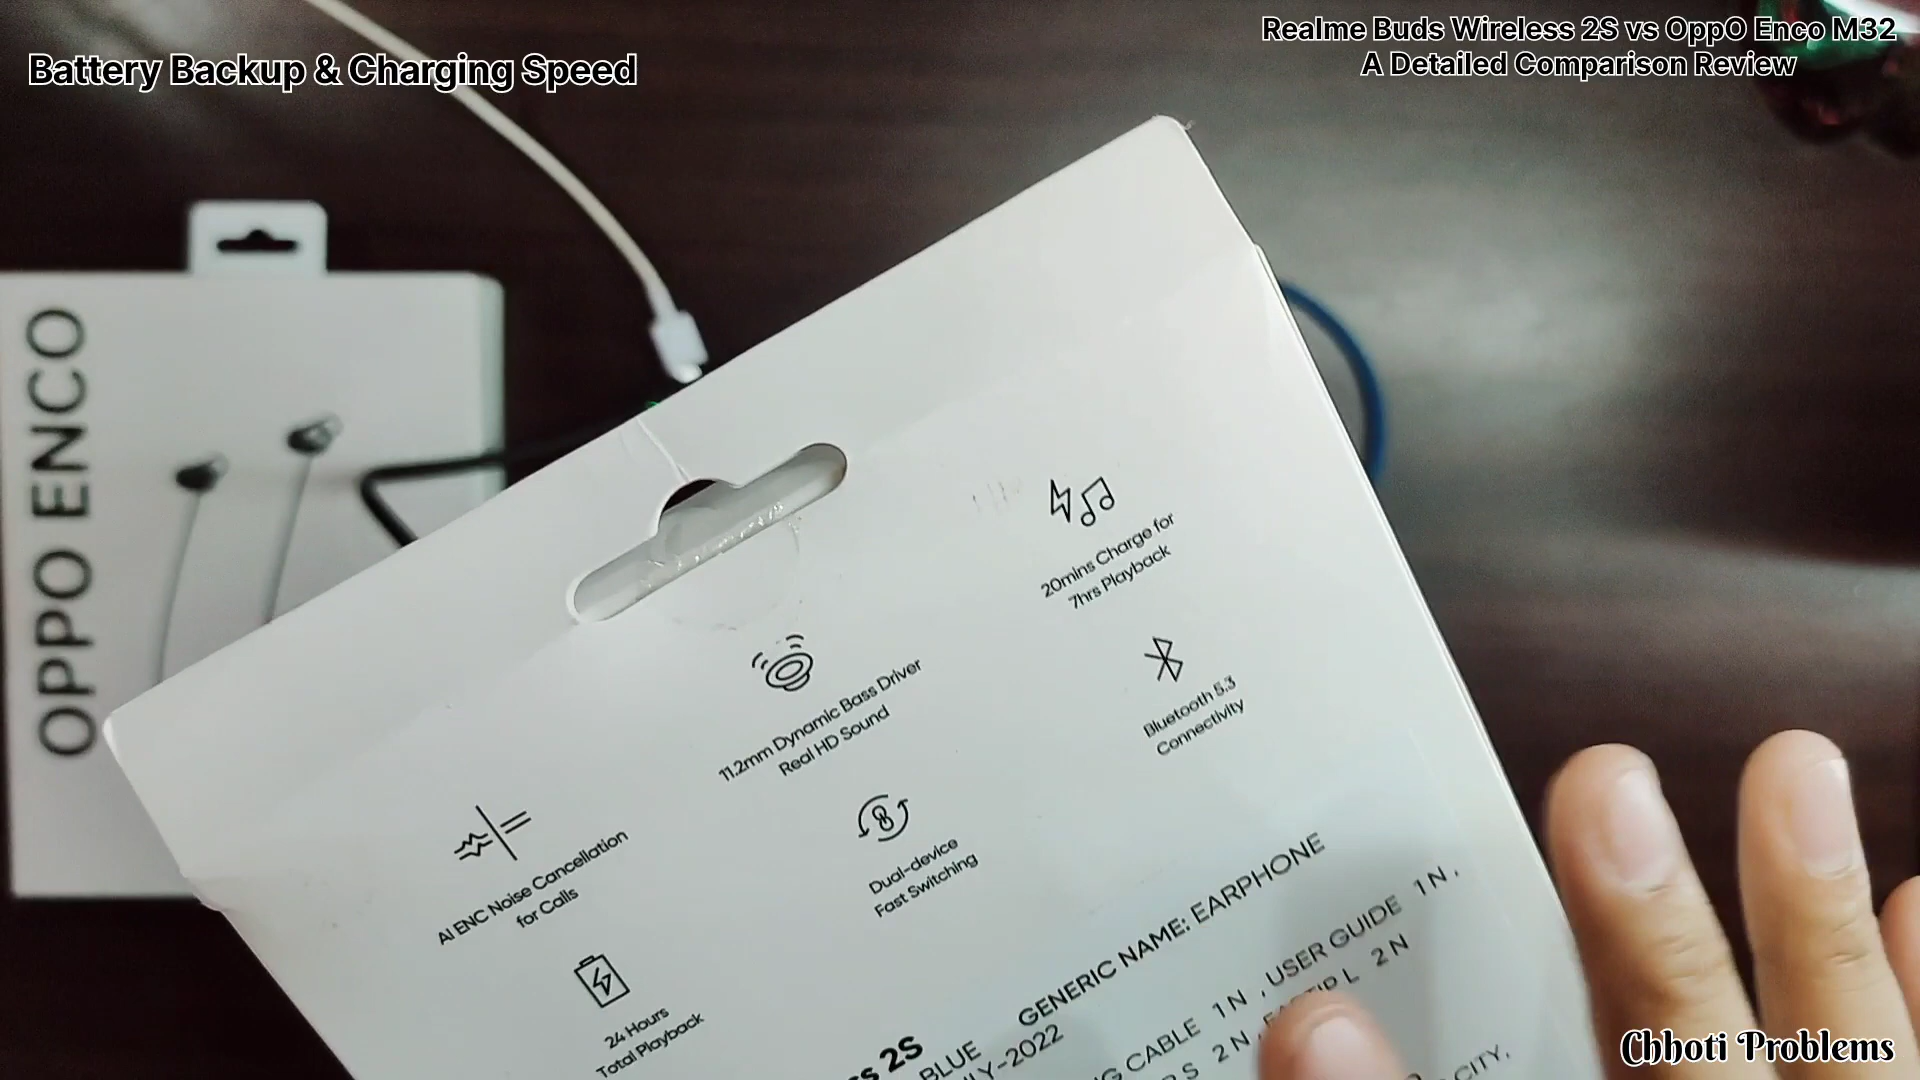 Battery Backup & Charging Speed
Realme Buds Wireless 2S vs OppO Enco M32
A Detailed Comparison Review
OPPO ENCO
20mins Charge for
7hrs Playback
11.2mm Dynamic Bass Driver
Real HD Sound
Bluetooth 5.3
Connectivity
AI ENC Noise Cancellation
for Calls
Dual-device
Fast Switching
24 Hours
Total Playback
GENERIC NAME: EARPHONE
2S
BLUE
-2022
CABLE 1N, USER GUIDE 1N,
2N, 2N
Chhoti Problems